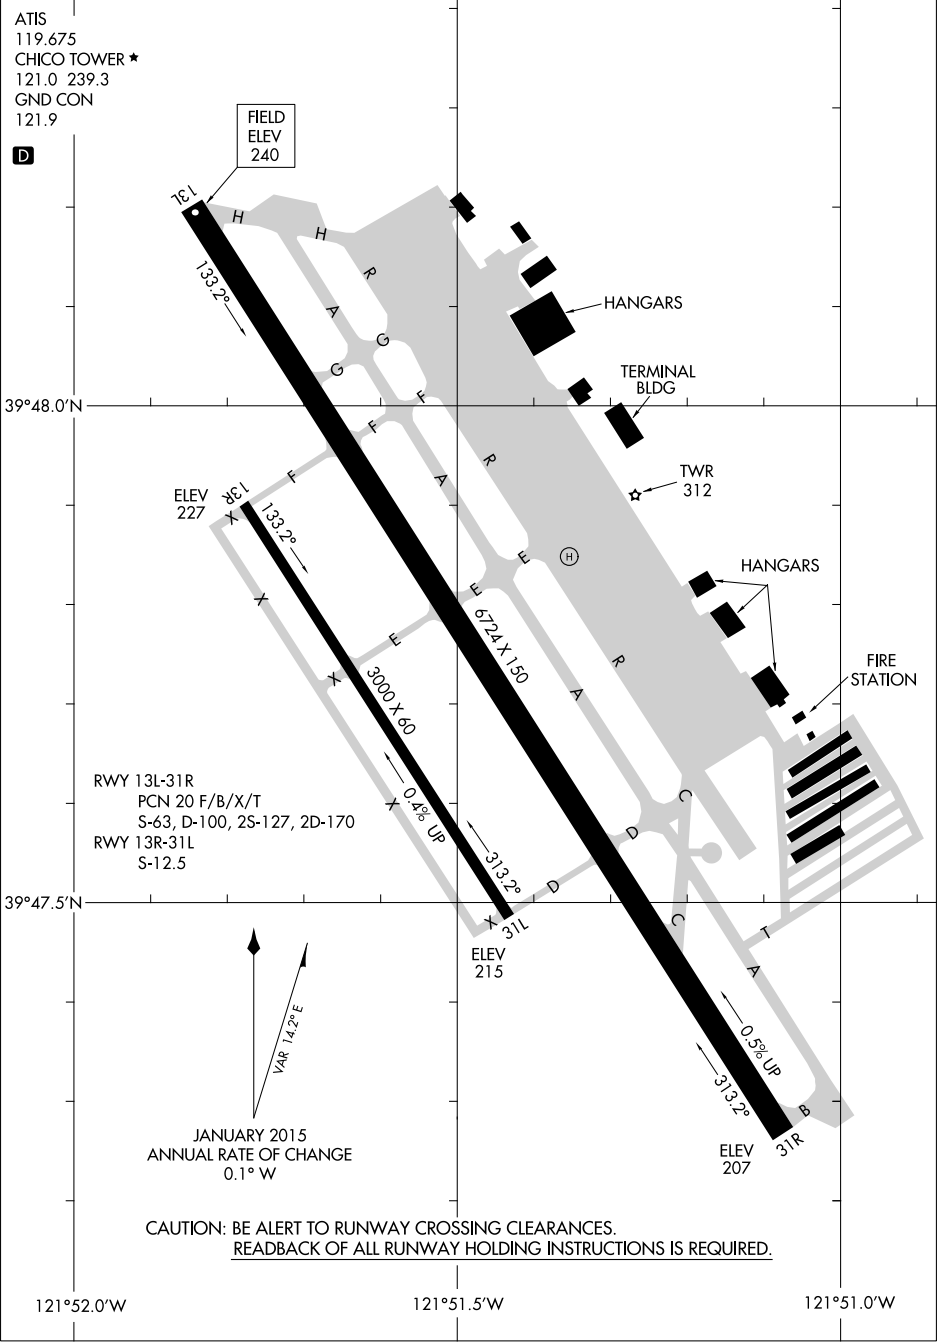 ATIS
119.675
CHICO TOWER ★
121.0 239.3
GND CON
121.9
D
FIELD
ELEV
240
13L
H
H
133.2°
R
HANGARS
A
G
G
TERMINAL
BLDG
39°48.0'N
F
F
F
R
A
TWR
312
ELEV
227
13R
X
133.2°
E
H
HANGARS
E
X
E
6724 X 150
R
FIRE
STATION
X
3000 X 60
A
RWY 13L-31R
PCN 20 F/B/X/T
S-63, D-100, 2S-127, 2D-170
RWY 13R-31L
S-12.5
X
0.4% UP
C
D
313.2°
D
39°47.5'N
X
31L
C
T
ELEV
215
A
VAR 14.2° E
0.5% UP
313.2°
B
JANUARY 2015
ANNUAL RATE OF CHANGE
0.1° W
31R
ELEV
207
CAUTION: BE ALERT TO RUNWAY CROSSING CLEARANCES.
READBACK OF ALL RUNWAY HOLDING INSTRUCTIONS IS REQUIRED.
121°52.0'W
121°51.5'W
121°51.0'W